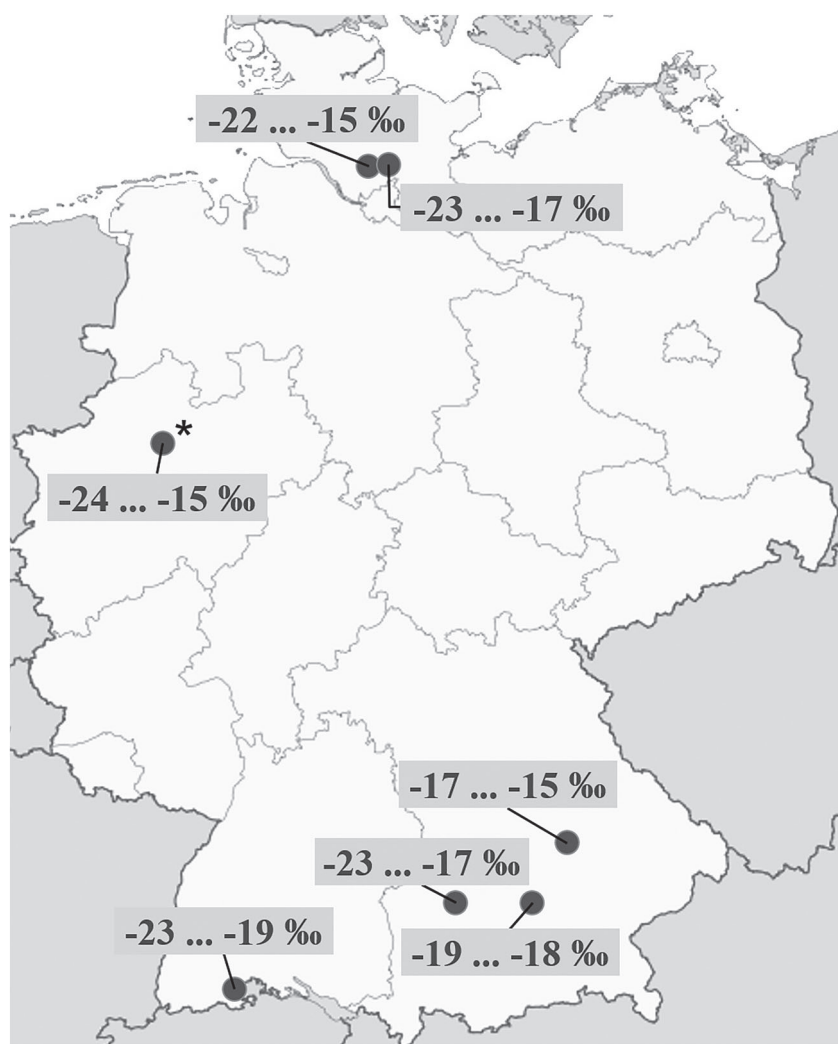 -22 ... -15 ‰
-23 ... -17 ‰
*
-24 ... -15 ‰
-17 ... -15 ‰
-23 ... -17 ‰
-23 ... -19 ‰
-19 ... -18 ‰